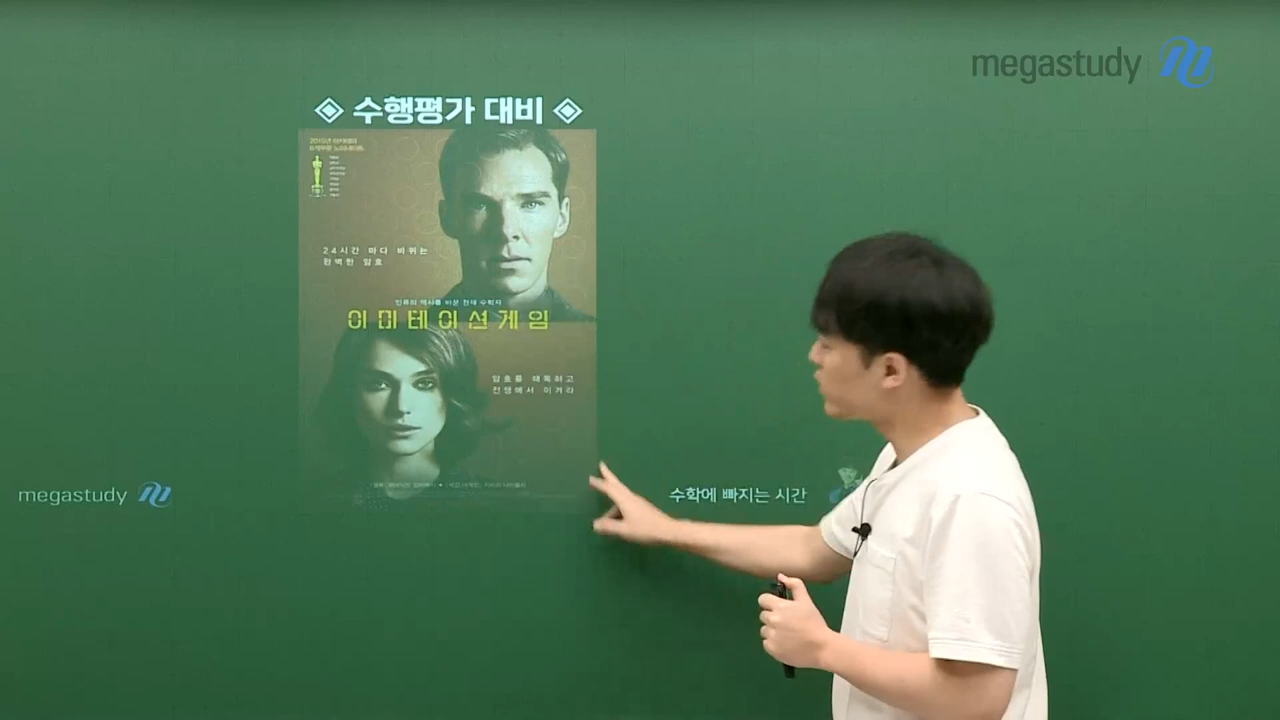 megastudy
◈ 수행평가 대비 ◈
24시간 마다 바뀌는
완벽한 암호
인류의 역사를 바꾼 천재 수학자
이미테이션게임
암호를 해독하고
전쟁에서 이겨라
megastudy
수학에 빠지는 시간